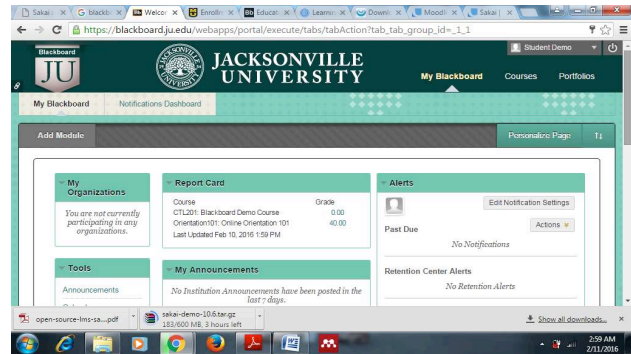 Sakai
G blackb
Welcor
Enrollin
Bb Educat
Learnin
Downlo
Moodl
Sakai |
https://blackboard.ju.edu/webapps/portal/execute/tabs/tabAction?tab_tab_group_id=_1_1
Blackboard
JU
JACKSONVILLE
UNIVERSITY
Student Demo
My Blackboard
Courses
Portfolios
My Blackboard
Notifications Dashboard
Add Module
Personalize Page
My
Organizations
You are not currently
participating in any
organizations.
Tools
Announcements
Report Card
Course Grade
CTL201: Blackboard Demo Course 0.00
Orientation101: Online Orientation 101 40.00
Last Updated Feb 10, 2016 1:59 PM
My Announcements
No Institution Announcements have been posted in the
last 7 days.
Alerts
Edit Notification Settings
Actions
Past Due
No Notifications
Retention Center Alerts
No Retention Alerts
open-source-lms-sa....pdf
sakai-demo-10.6.tar.gz
183/600 MB, 3 hours left
Show all downloads...
2:59 AM
2/11/2016